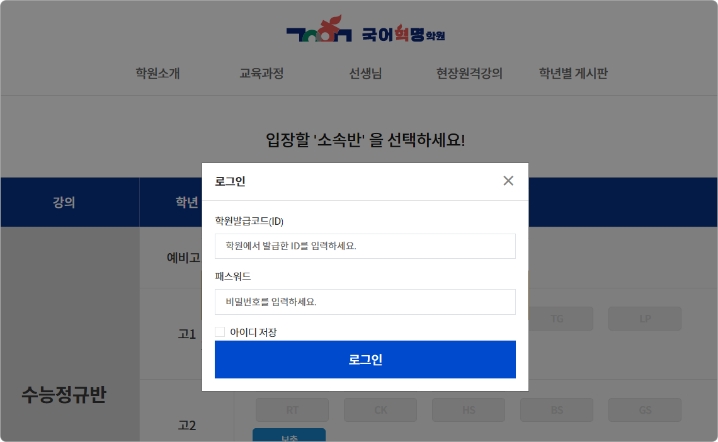 국어혁명학원
학원소개 교육과정 선생님 현장원격강의 학년별 게시판
입장할 '소속반' 을 선택하세요!
로그인 ×
강의 학년
학원발급코드(ID)
학원에서 발급한 ID를 입력하세요.
예비고
패스워드
비밀번호를 입력하세요.
TG LP
고1
아이디 저장
로그인
수능정규반
RT CK HS RS GS
고2
보충